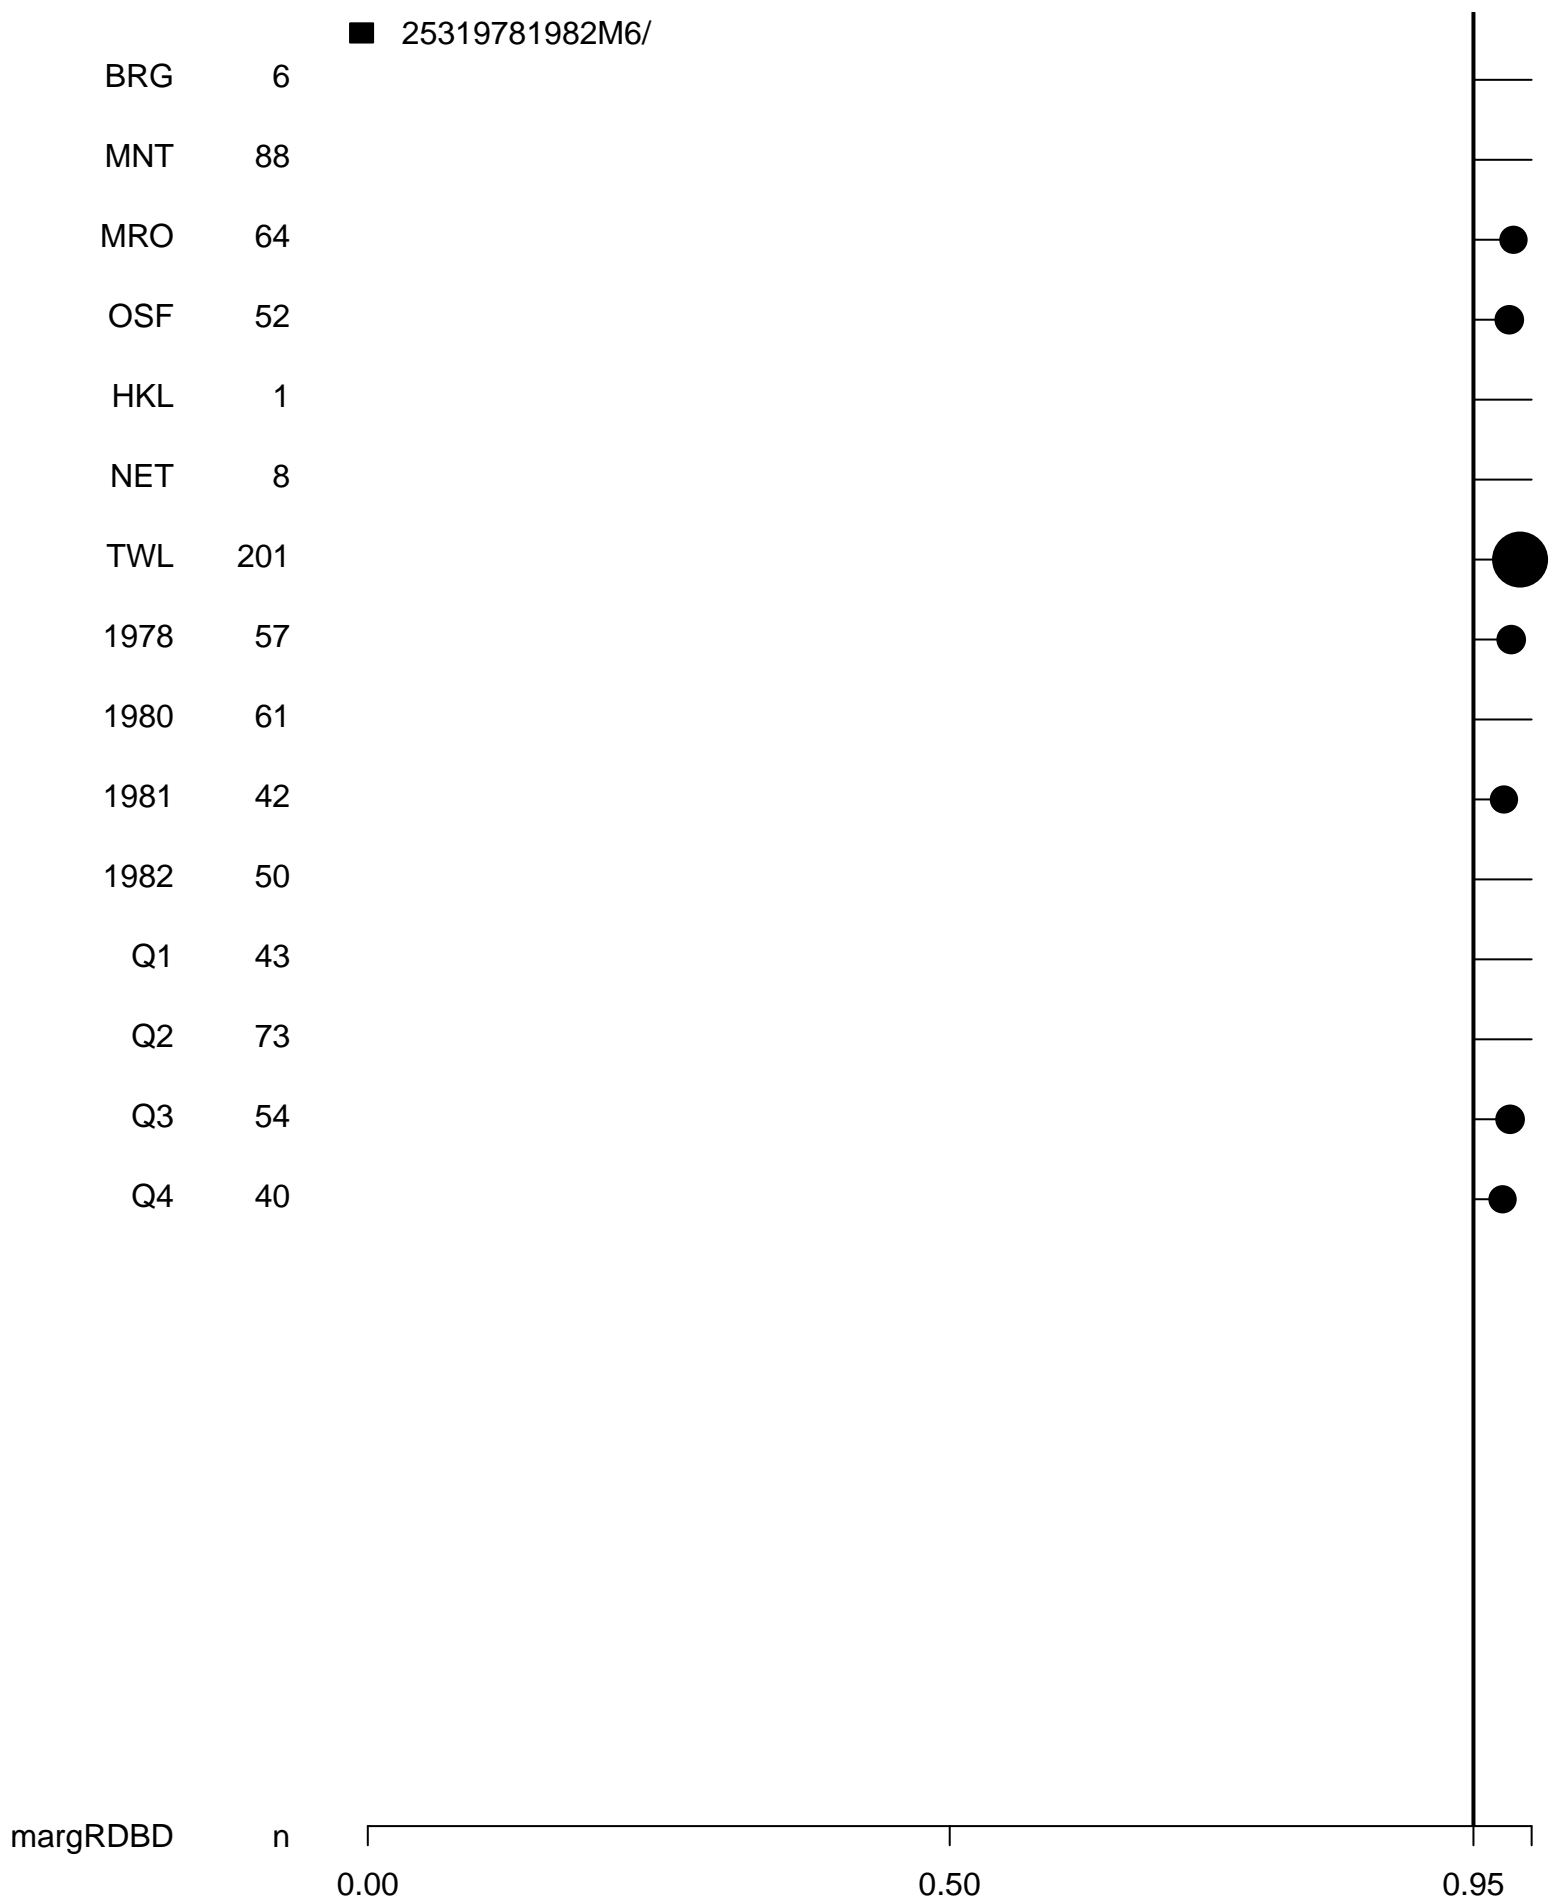 25319781982M6/
BRG 6
MNT 88
MRO 64
OSF 52
HKL 1
NET 8
TWL 201
1978 57
1980 61
1981 42
1982 50
Q1 43
Q2 73
Q3 54
Q4 40
margRDBD n
0.00 0.50 0.95